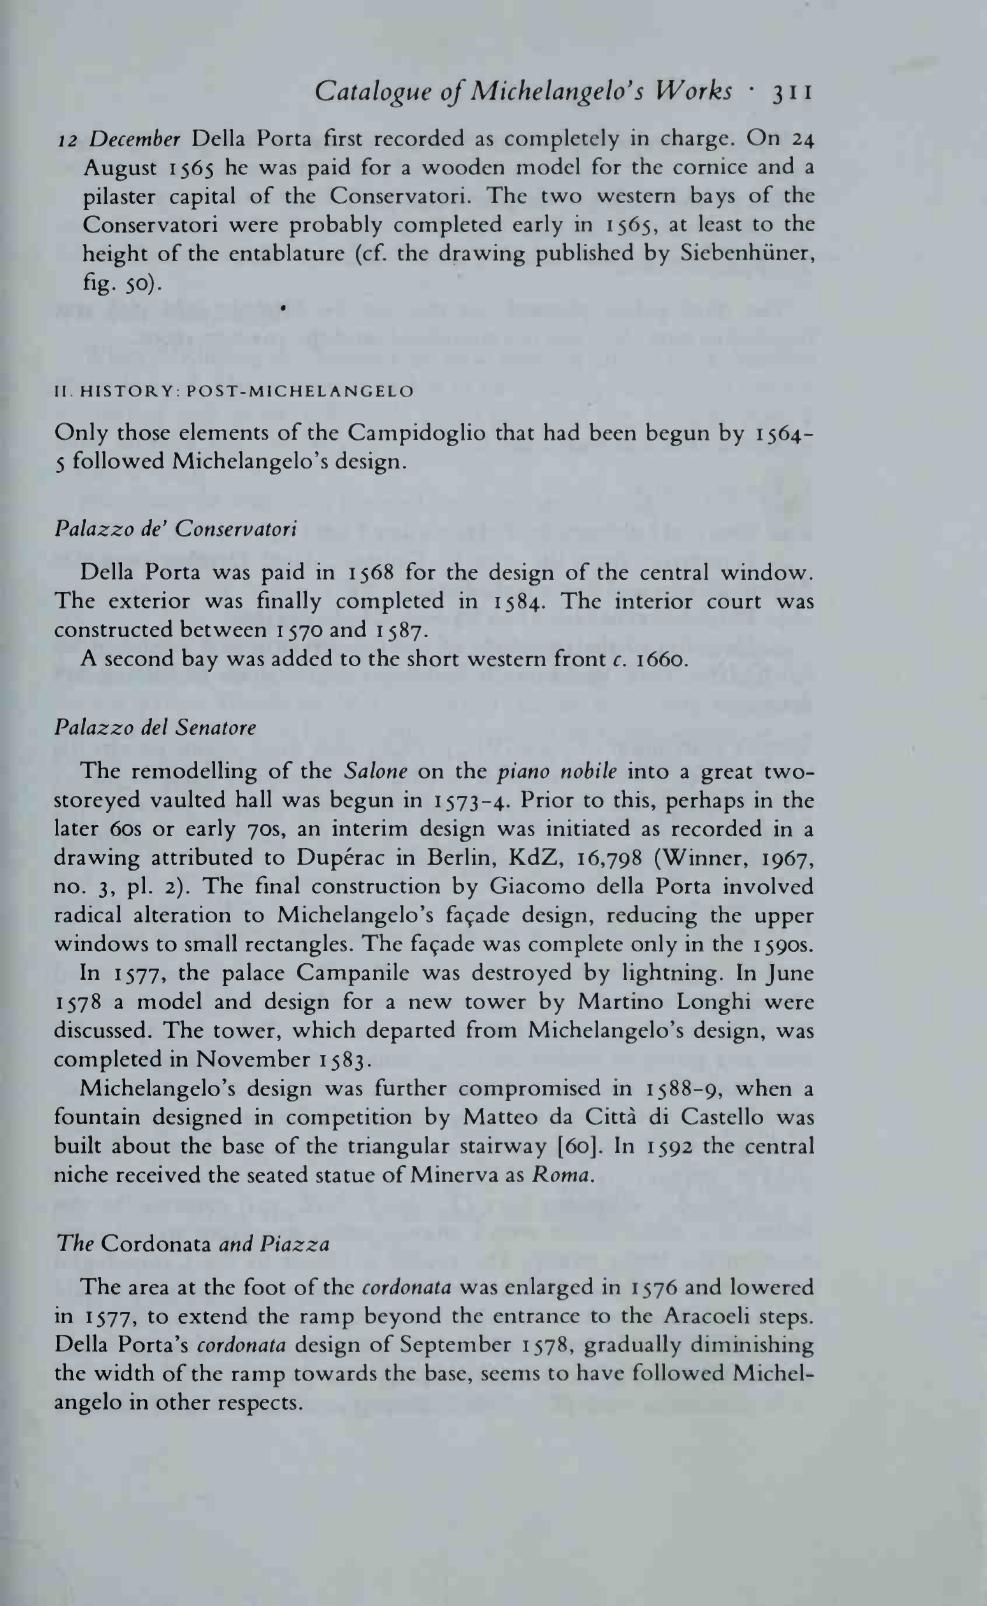 Catalogue of Michelangelo's Works · 311
12 December Della Porta first recorded as completely in charge. On 24
August 1565 he was paid for a wooden model for the cornice and a
pilaster capital of the Conservatori. The two western bays of the
Conservatori were probably completed early in 1565, at least to the
height of the entablature (cf. the drawing published by Siebenhüner,
fig. 50).
II. HISTORY: POST-MICHELANGELO
Only those elements of the Campidoglio that had been begun by 1564-
5 followed Michelangelo's design.
Palazzo de' Conservatori
Della Porta was paid in 1568 for the design of the central window.
The exterior was finally completed in 1584. The interior court was
constructed between 1570 and 1587.
A second bay was added to the short western front c. 1660.
Palazzo del Senatore
The remodelling of the Salone on the piano nobile into a great two-
storeyed vaulted hall was begun in 1573-4. Prior to this, perhaps in the
later 60s or early 70s, an interim design was initiated as recorded in a
drawing attributed to Dupérac in Berlin, KdZ, 16,798 (Winner, 1967,
no. 3, pl. 2). The final construction by Giacomo della Porta involved
radical alteration to Michelangelo's façade design, reducing the upper
windows to small rectangles. The façade was complete only in the 1590s.
In 1577, the palace Campanile was destroyed by lightning. In June
1578 a model and design for a new tower by Martino Longhi were
discussed. The tower, which departed from Michelangelo's design, was
completed in November 1583.
Michelangelo's design was further compromised in 1588-9, when a
fountain designed in competition by Matteo da Città di Castello was
built about the base of the triangular stairway [60]. In 1592 the central
niche received the seated statue of Minerva as Roma.
The Cordonata and Piazza
The area at the foot of the cordonata was enlarged in 1576 and lowered
in 1577, to extend the ramp beyond the entrance to the Aracoeli steps.
Della Porta's cordonata design of September 1578, gradually diminishing
the width of the ramp towards the base, seems to have followed Michel-
angelo in other respects.